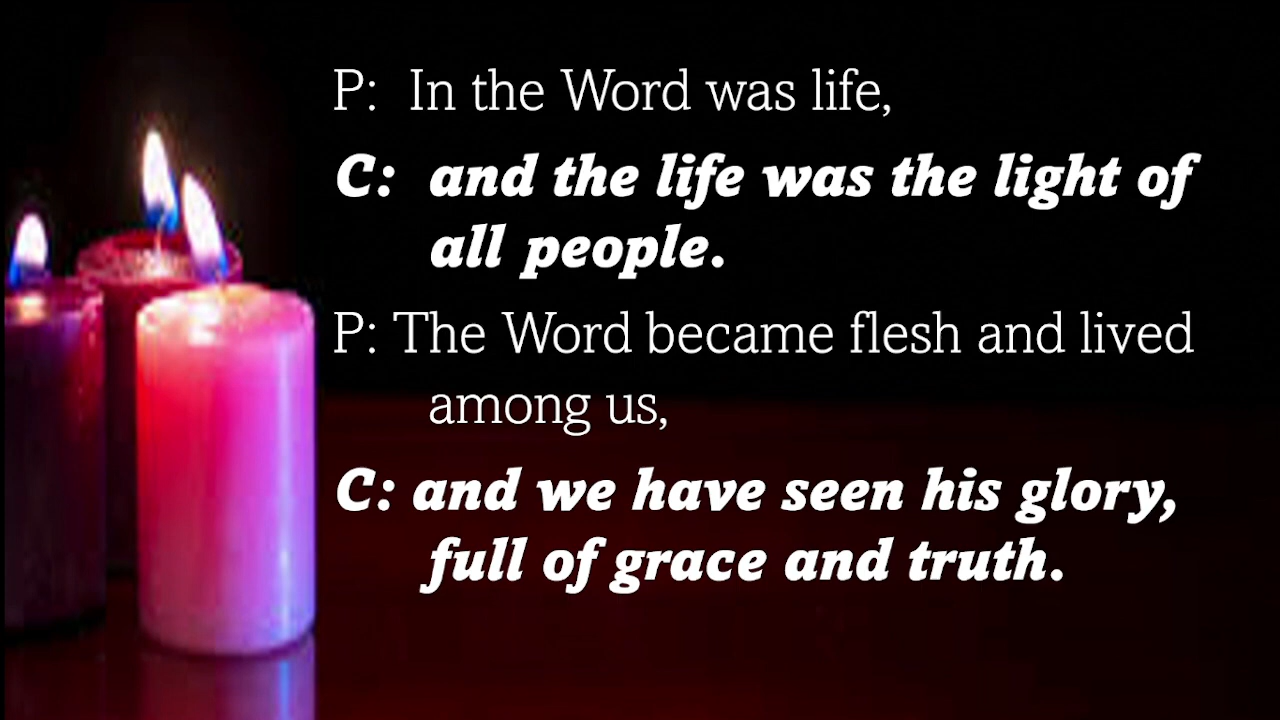 P: In the Word was life,
C: and the life was the light of
all people.
P: The Word became flesh and lived
among us,
C: and we have seen his glory,
full of grace and truth.